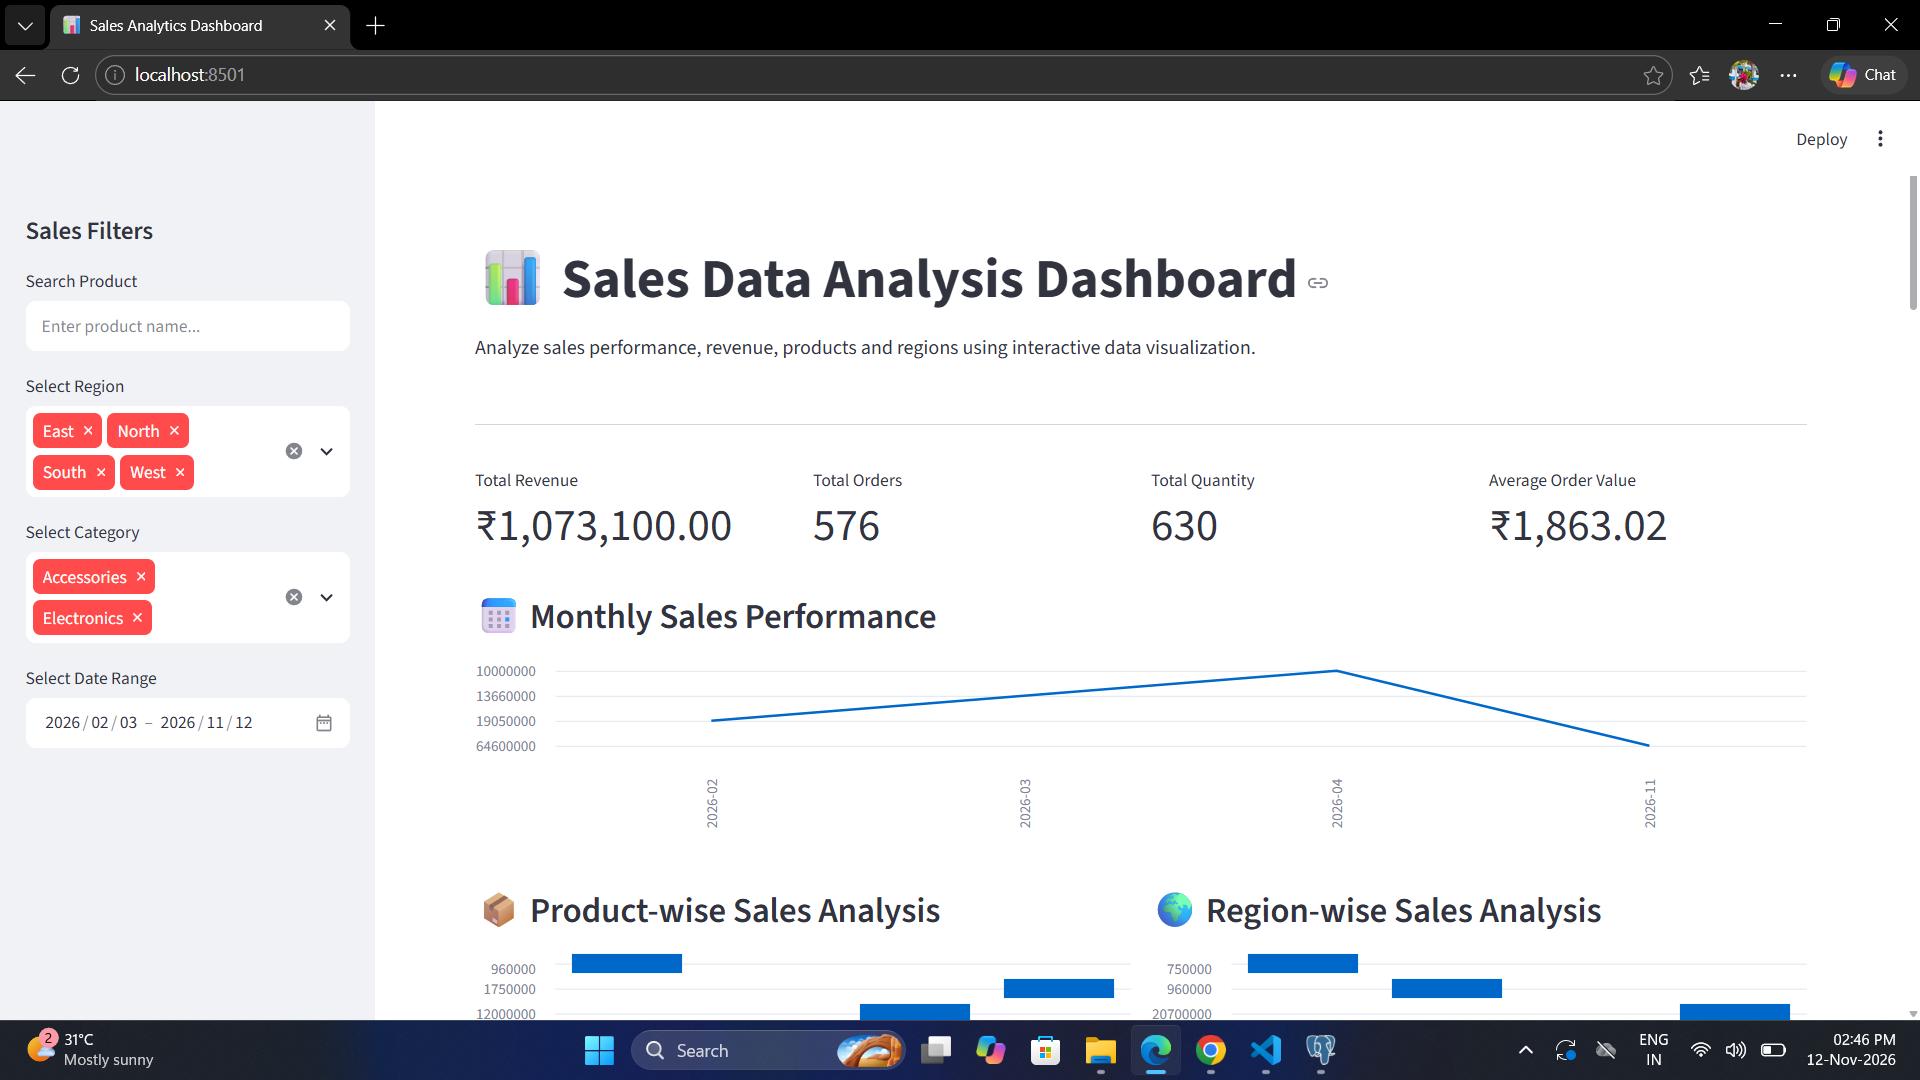 Sales Analytics Dashboard
localhost:8501
Chat
Deploy
Sales Filters
Search Product
Enter product name...
Select Region
East
North
South
West
Select Category
Accessories
Electronics
Select Date Range
2026/02/03 – 2026/11/12
Sales Data Analysis Dashboard
Analyze sales performance, revenue, products and regions using interactive data visualization.
Total Revenue
₹1,073,100.00
Total Orders
576
Total Quantity
630
Average Order Value
₹1,863.02
Monthly Sales Performance
10000000
13660000
19050000
64600000
2026-02
2026-03
2026-04
2026-11
Product-wise Sales Analysis
960000
1750000
12000000
Region-wise Sales Analysis
750000
960000
20700000
2
31°C
Mostly sunny
Search
ENG
IN
02:46 PM
12-Nov-2026